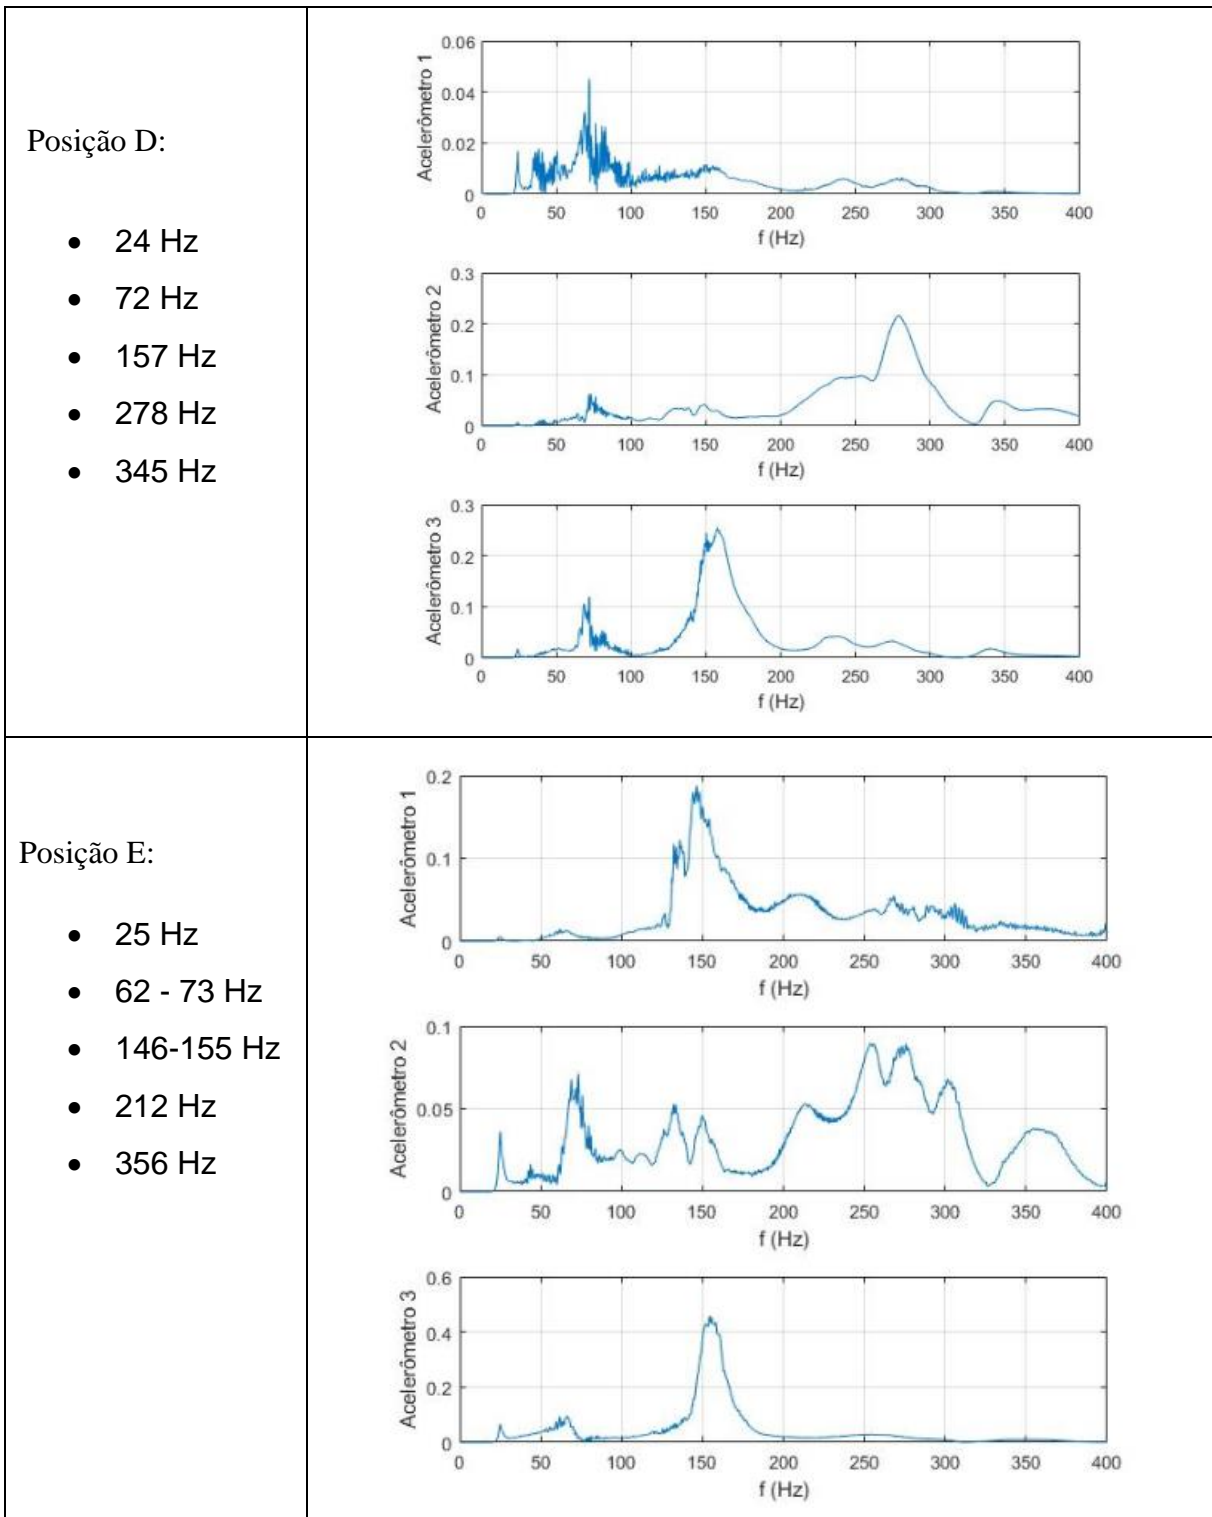 Posição D:
• 24 Hz
• 72 Hz
• 157 Hz
• 278 Hz
• 345 Hz
Acelerômetro 1
0.06
0.04
0.02
0
0 50 100 150 200 250 300 350 400
f (Hz)
Acelerômetro 2
0.3
0.2
0.1
0
0 50 100 150 200 250 300 350 400
f (Hz)
Acelerômetro 3
0.3
0.2
0.1
0
0 50 100 150 200 250 300 350 400
f (Hz)
Posição E:
• 25 Hz
• 62 - 73 Hz
• 146-155 Hz
• 212 Hz
• 356 Hz
Acelerômetro 1
0.2
0.1
0
0 50 100 150 200 250 300 350 400
f (Hz)
Acelerômetro 2
0.1
0.05
0
0 50 100 150 200 250 300 350 400
f (Hz)
Acelerômetro 3
0.6
0.4
0.2
0
0 50 100 150 200 250 300 350 400
f (Hz)